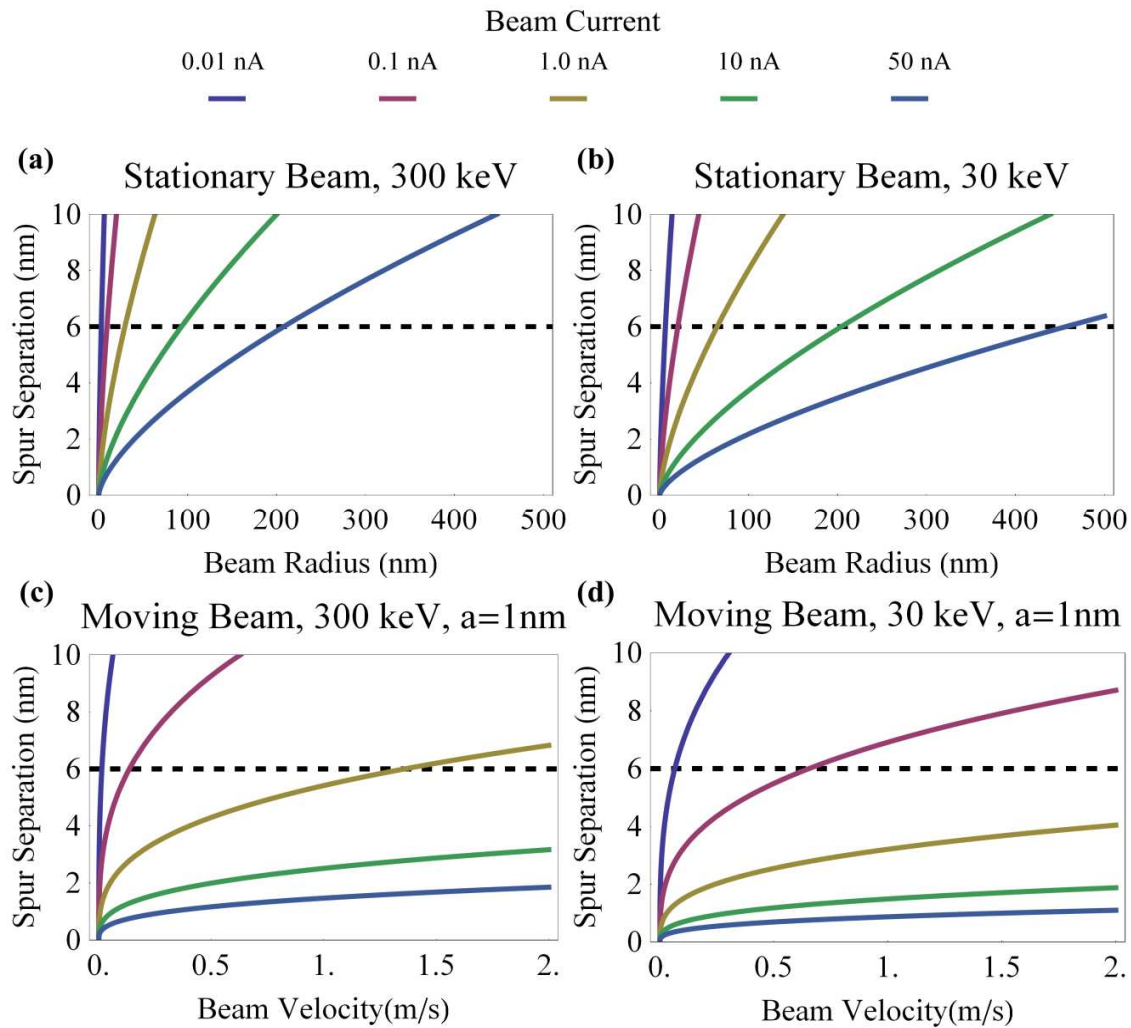 Beam Current
0.01 nA 0.1 nA 1.0 nA 10 nA 50 nA
(a) (b)
Stationary Beam, 300 keV Stationary Beam, 30 keV
Spur Separation (nm) Spur Separation (nm)
10 10
8 8
6 6
4 4
2 2
0 0
0 100 200 300 400 500 0 100 200 300 400 500
Beam Radius (nm) Beam Radius (nm)
(c) (d)
Moving Beam, 300 keV, a=1nm Moving Beam, 30 keV, a=1nm
Spur Separation (nm) Spur Separation (nm)
10 10
8 8
6 6
4 4
2 2
0 0
0. 0.5 1. 1.5 2. 0. 0.5 1. 1.5 2.
Beam Velocity(m/s) Beam Velocity(m/s)